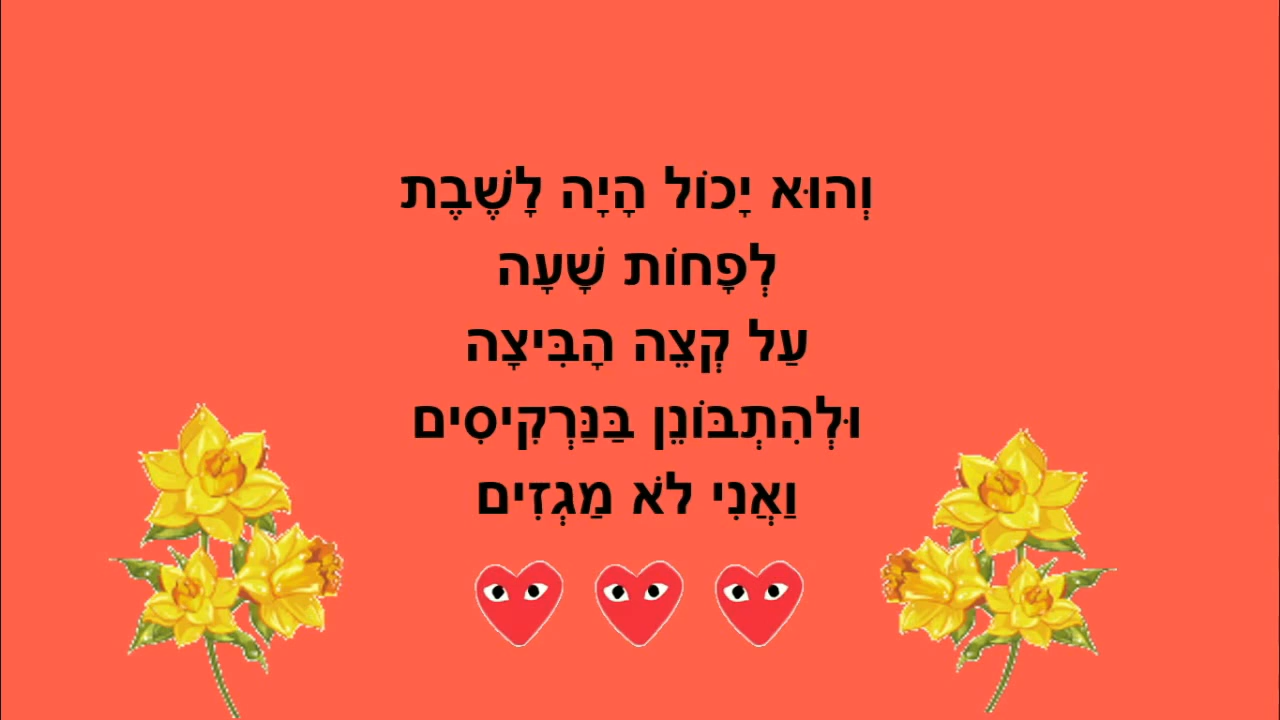 וְהוּא יָכוֹל הָיָה לָשֶׁבֶת
לְפָּחוֹת שָׁעָה
עַל קְצֵה הָבִּיצָה
וּלְהִתְבּוֹנֵן בַּנַּרְקִיסִים
וַאֲנִי לֹא מַגְזִים